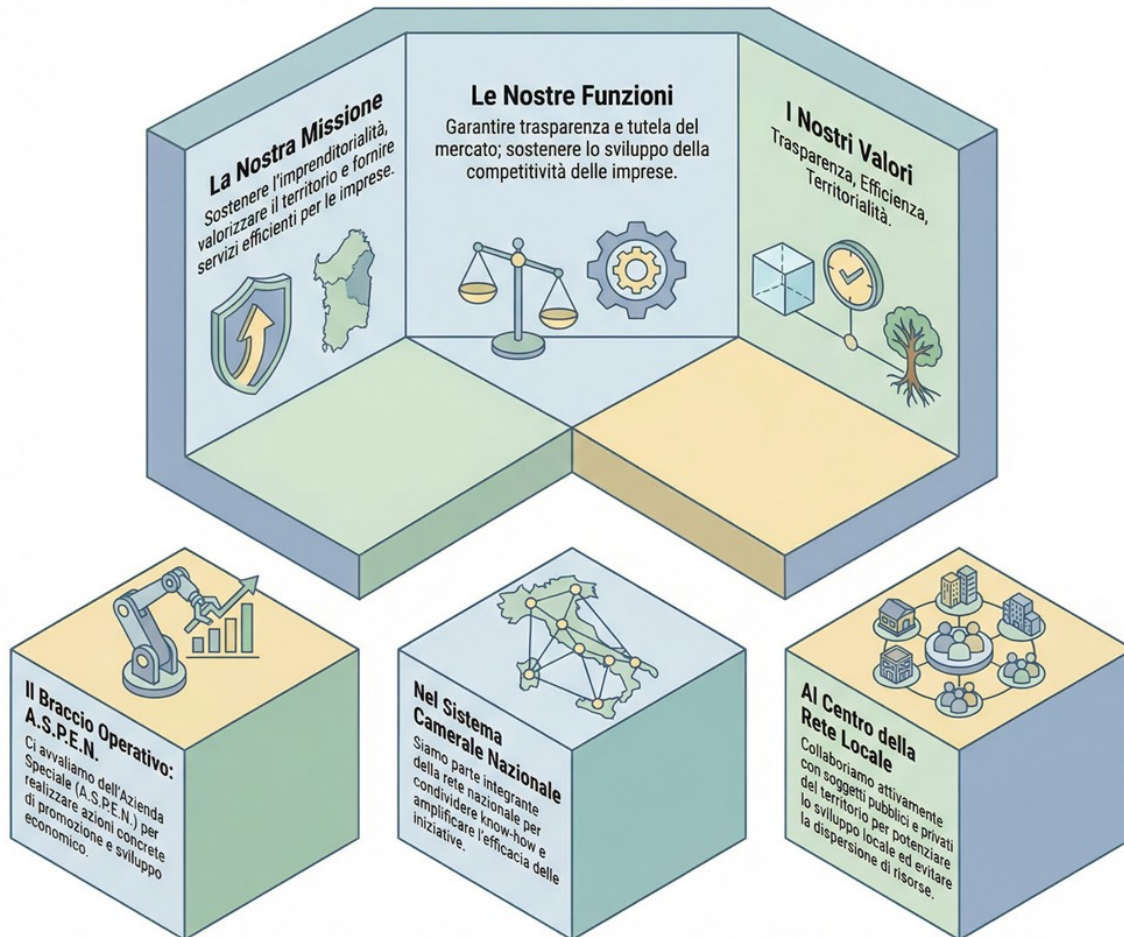 La Nostra Missione
Sostenere l'imprenditorialità,
valorizzare il territorio e fornire
servizi efficienti per le imprese.
Le Nostre Funzioni
Garantire trasparenza e tutela del
mercato; sostenere lo sviluppo della
competitività delle imprese.
I Nostri Valori
Trasparenza, Efficienza,
Territorialità.
Il Braccio Operativo:
A.S.P.E.N.
Ci avvaliamo dell'Azienda
Speciale (A.S.P.E.N.) per
realizzare azioni concrete
di promozione e sviluppo
economico.
Nel Sistema
Camerale Nazionale
Siamo parte integrante
della rete nazionale per
condividere know-how e
amplificare l'efficacia delle
iniziative.
Al Centro della
Rete Locale
Collaboriamo attivamente
con soggetti pubblici e privati
del territorio per potenziare
lo sviluppo locale ed evitare
la dispersione di risorse.